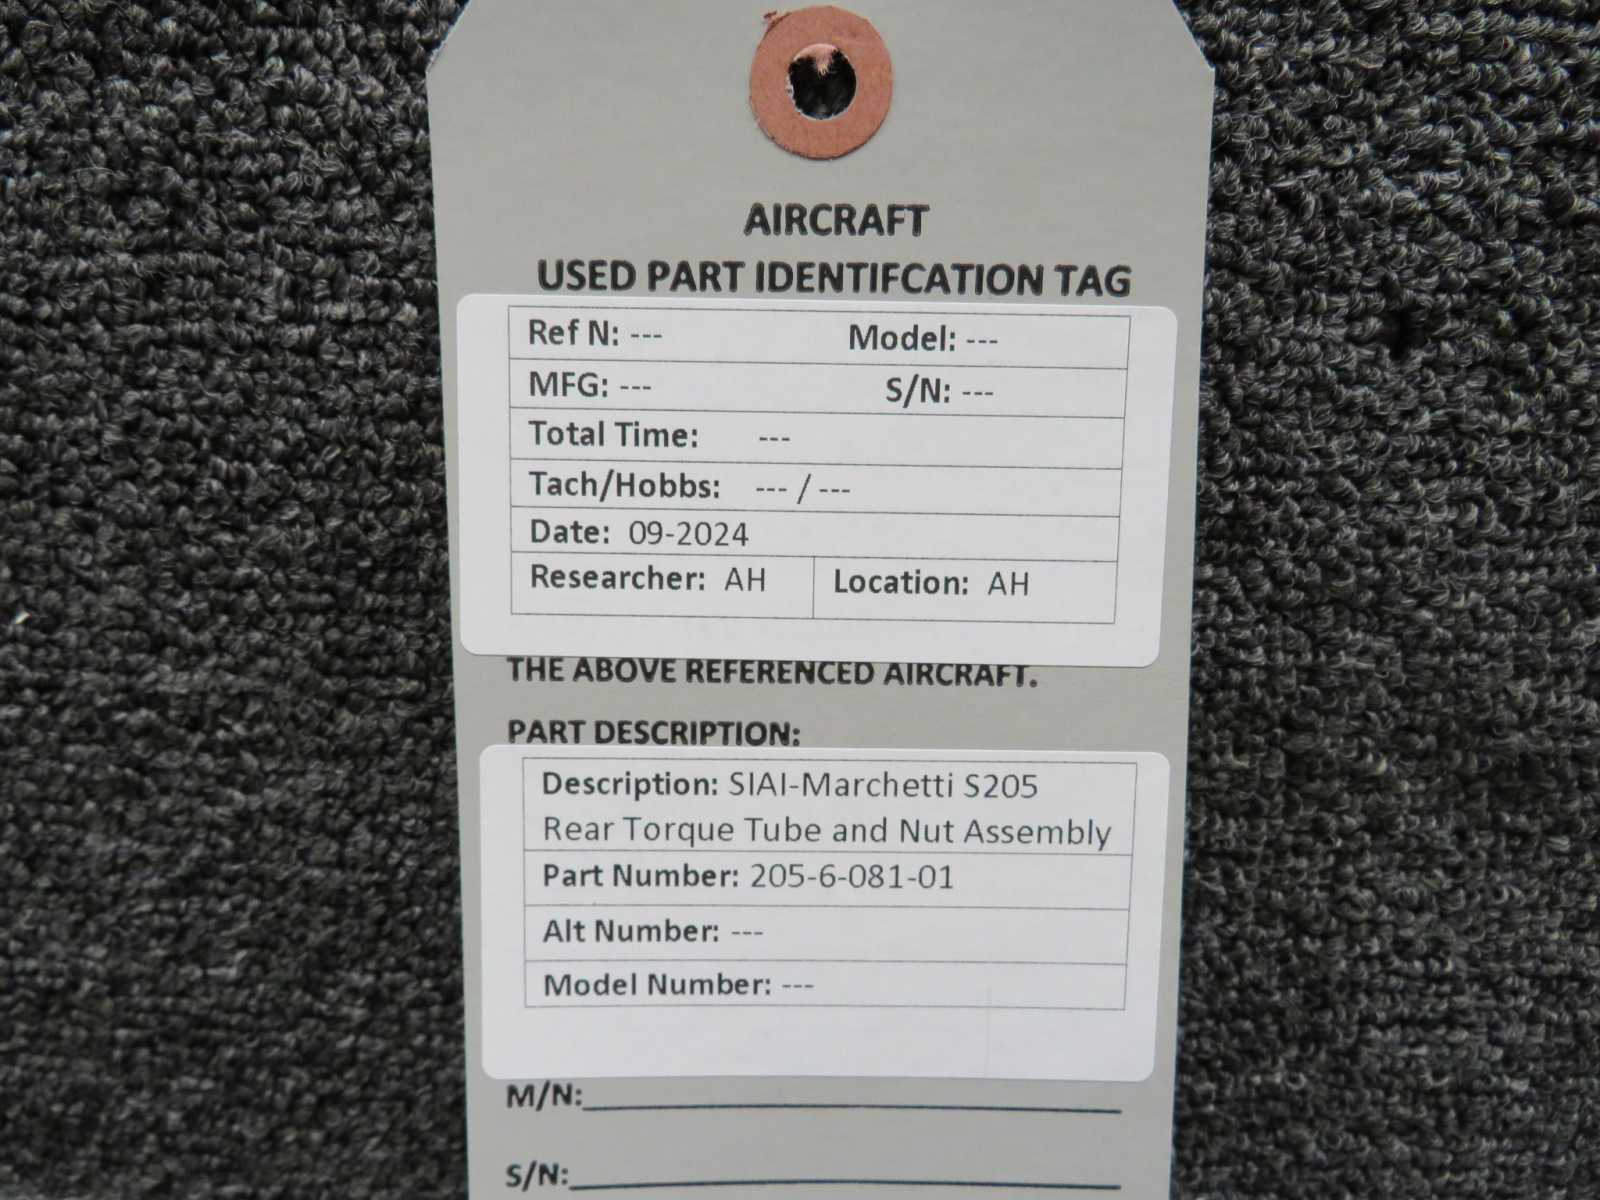 AIRCRAFT
USED PART IDENTIFCATION TAG
Ref N: --- Model: ---
MFG: --- S/N: ---
Total Time: ---
Tach/Hobbs: --- / ---
Date: 09-2024
Researcher: AH Location: AH
THE ABOVE REFERENCED AIRCRAFT.
PART DESCRIPTION:
Description: SIAI-Marchetti S205
Rear Torque Tube and Nut Assembly
Part Number: 205-6-081-01
Alt Number: ---
Model Number: ---
M/N:
S/N: